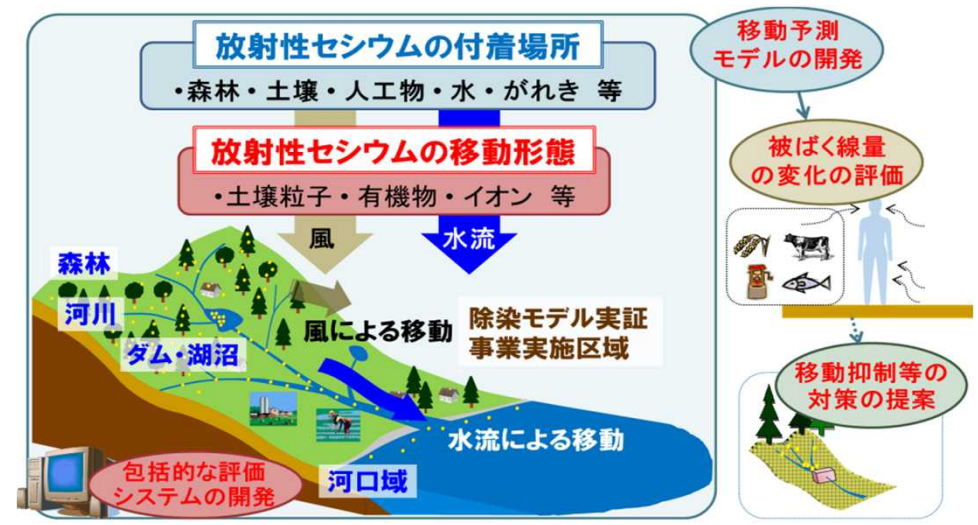 放射性セシウムの付着場所
・森林・土壌・人工物・水・がれき 等
放射性セシウムの移動形態
・土壌粒子・有機物・イオン 等
風
水流
森林
河川
ダム・湖沼
風による移動
除染モデル実証
事業実施区域
水流による移動
河口域
包括的な評価
システムの開発
移動予測
モデルの開発
被ばく線量
の変化の評価
移動抑制等の
対策の提案